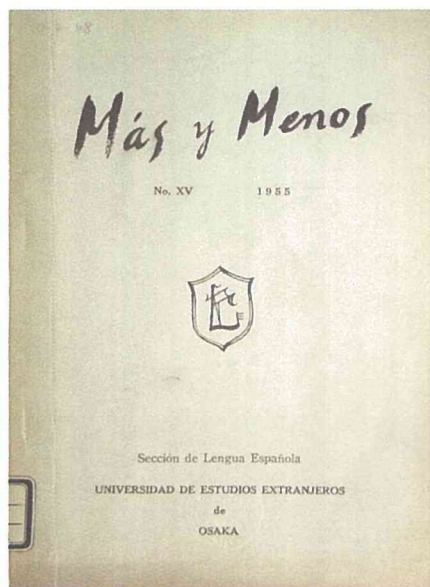 Más y Menos
No. XV 1955
Sección de Lengua Española
UNIVERSIDAD DE ESTUDIOS EXTRANJEROS
de
OSAKA